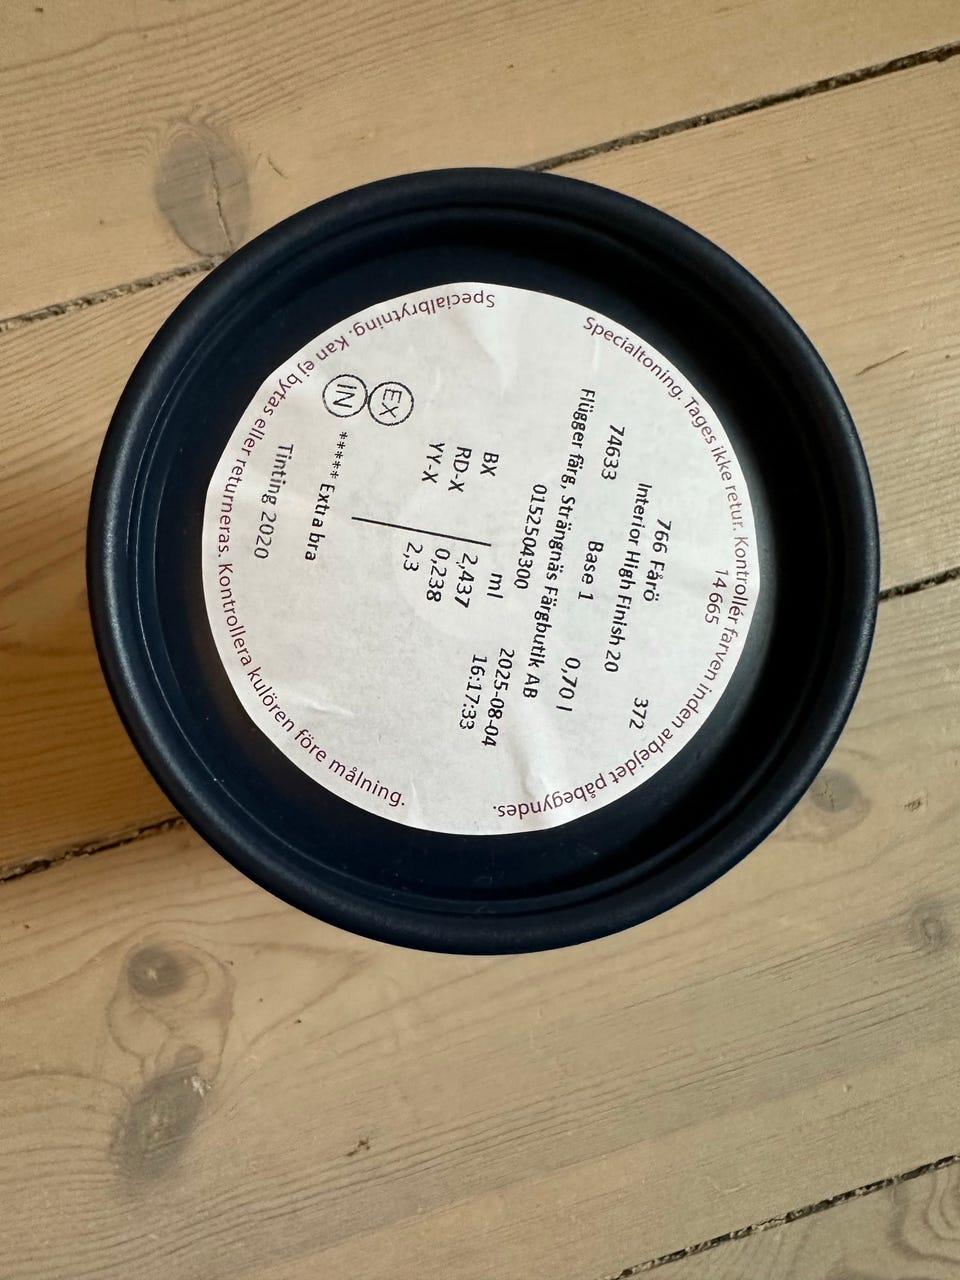 Specialtoning. Tages ikke retur. Kontrollér farven inden arbejdet påbegyndes.
14665
766 Fårö 372
Interior High Finish 20
74633 Base 1 0,70 l
Flügger färg, Strängnäs Färgbutik AB
0152504300
2025-08-04
16:17:33
ml
BX 2,437
RD-X 0,238
YY-X 2,3
EX
IN ***** Extra bra
Tinting 2020
Specialbrytning. Kan ej bytas eller returneras. Kontrollera kulören före målning.